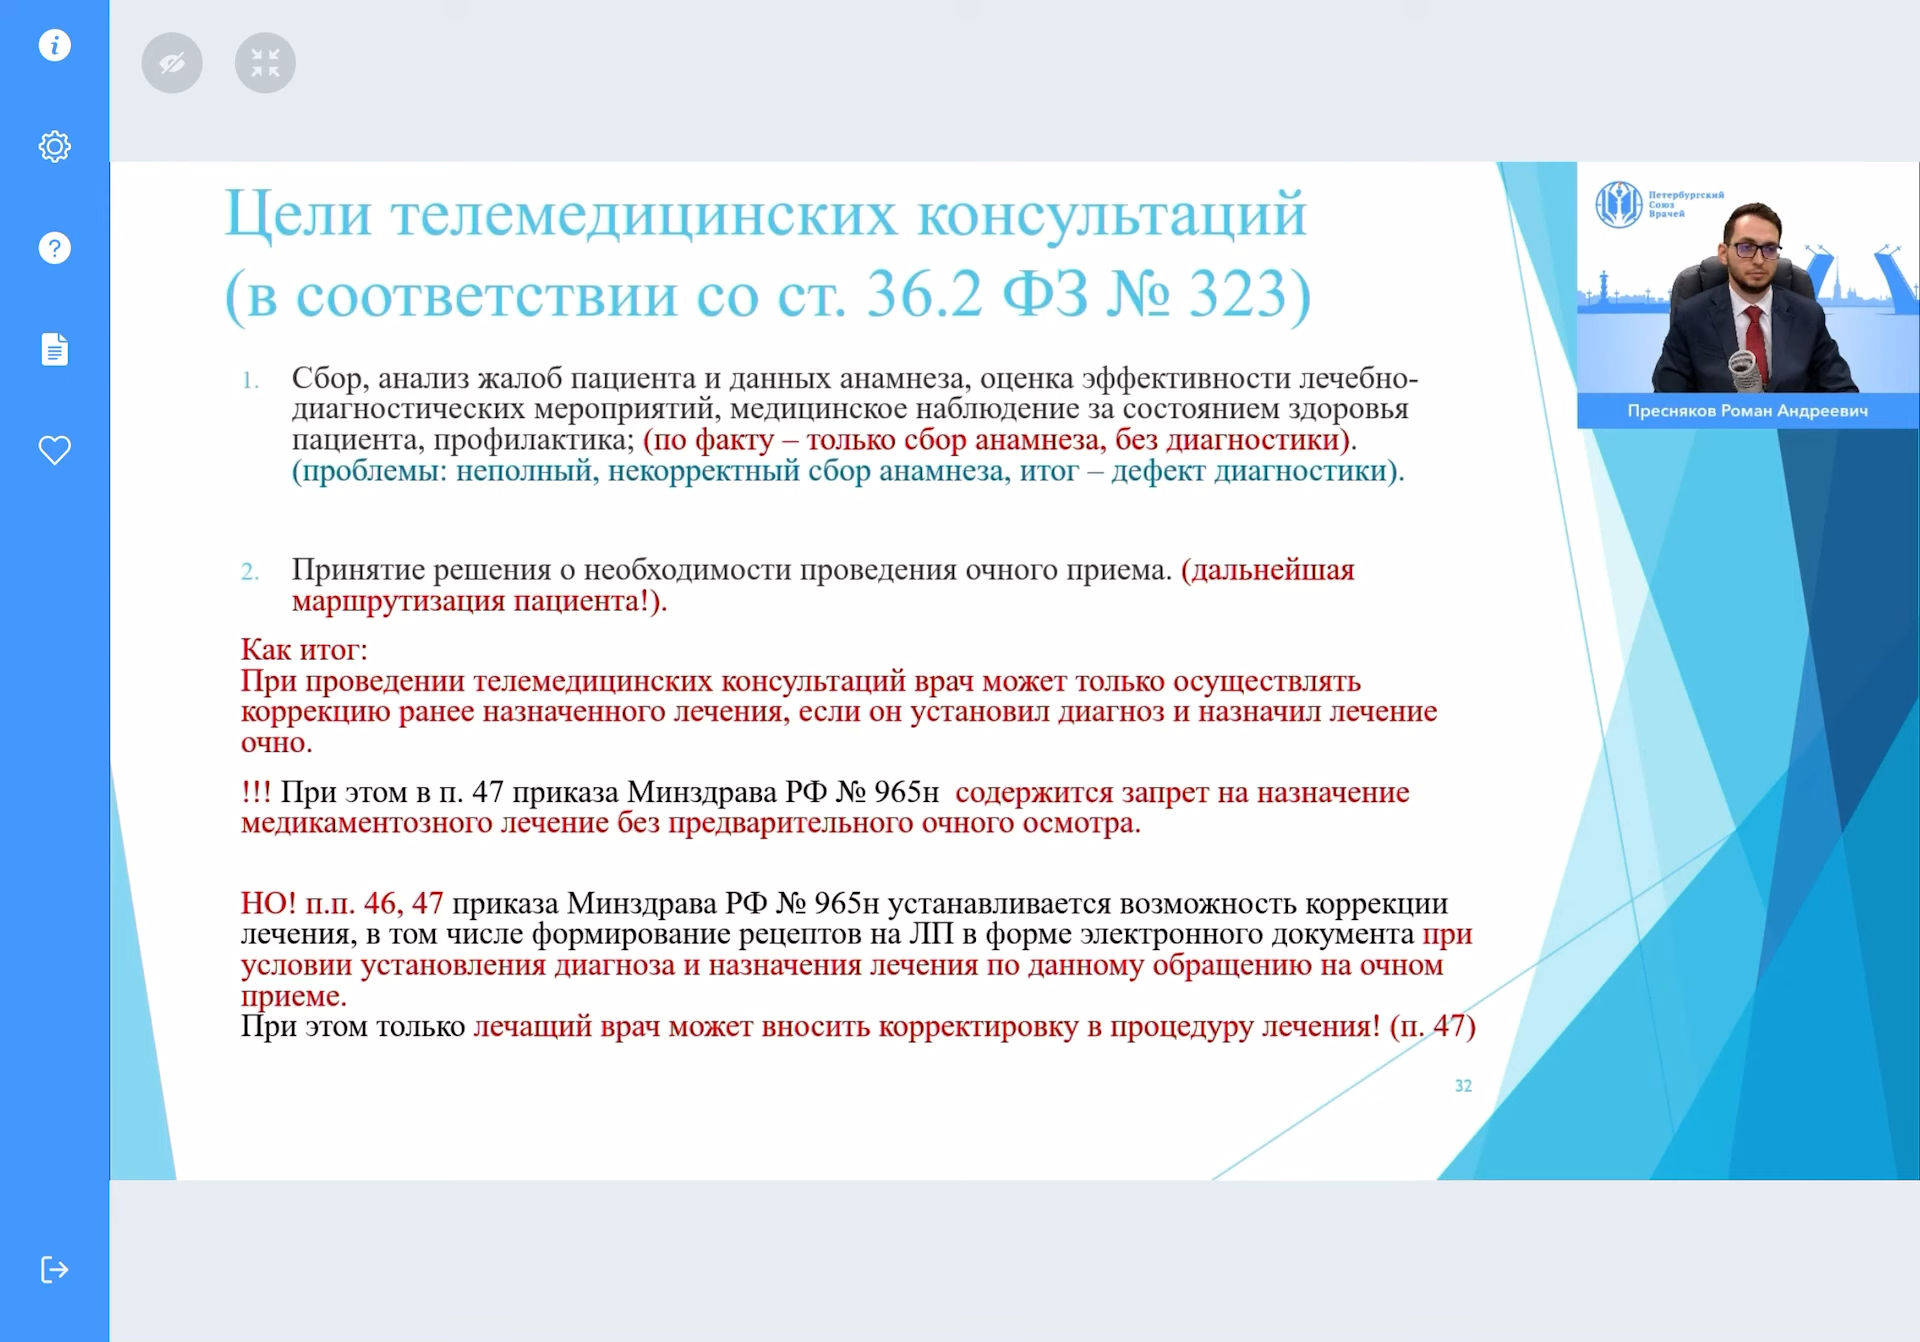 Цели телемедицинских консультаций
(в соответствии со ст. 36.2 ФЗ № 323)
1. Сбор, анализ жалоб пациента и данных анамнеза, оценка эффективности лечебно-
диагностических мероприятий, медицинское наблюдение за состоянием здоровья
пациента, профилактика; (по факту – только сбор анамнеза, без диагностики).
(проблемы: неполный, некорректный сбор анамнеза, итог – дефект диагностики).
2. Принятие решения о необходимости проведения очного приема. (дальнейшая
маршрутизация пациента!).
Как итог:
При проведении телемедицинских консультаций врач может только осуществлять
коррекцию ранее назначенного лечения, если он установил диагноз и назначил лечение
очно.
!!! При этом в п. 47 приказа Минздрава РФ № 965н содержится запрет на назначение
медикаментозного лечение без предварительного очного осмотра.
НО! п.п. 46, 47 приказа Минздрава РФ № 965н устанавливается возможность коррекции
лечения, в том числе формирование рецептов на ЛП в форме электронного документа при
условии установления диагноза и назначения лечения по данному обращению на очном
приеме.
При этом только лечащий врач может вносить корректировку в процедуру лечения! (п. 47)
32
Петербургский
Союз
Врачей
Пресняков Роман Андреевич